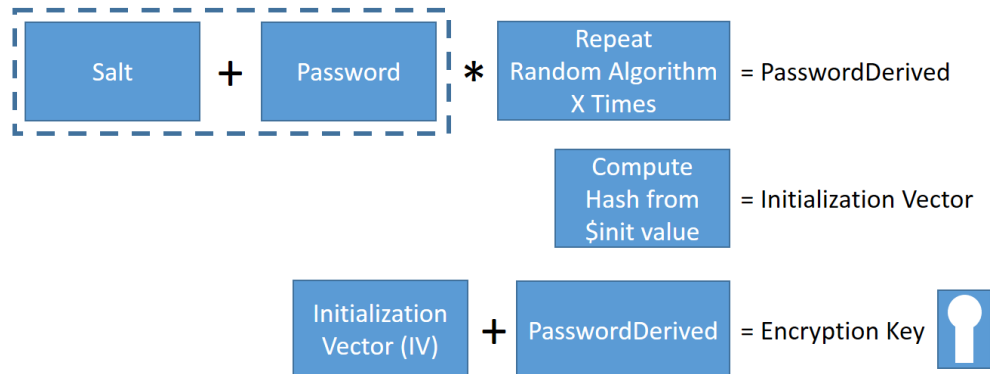 Salt + Password * Repeat
Random Algorithm
X Times = PasswordDerived
Compute
Hash from
$init value = Initialization Vector
Initialization
Vector (IV) + PasswordDerived = Encryption Key